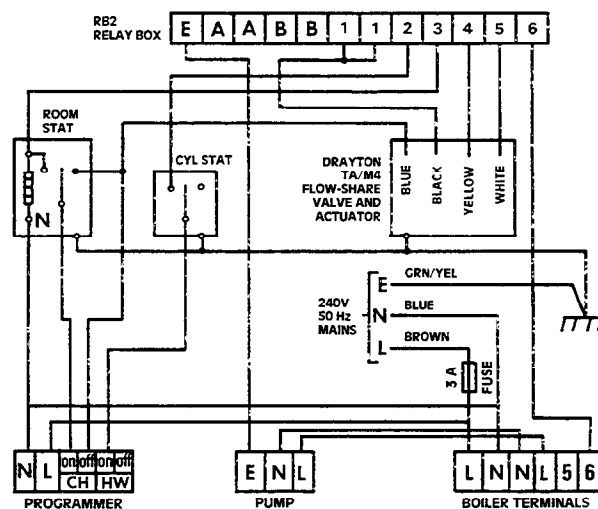 RB2
RELAY BOX
E A A B B 1 1 2 3 4 5 6
ROOM
STAT
N
CYL STAT
DRAYTON
TA/M4
FLOW-SHARE
VALVE AND
ACTUATOR
BLUE
BLACK
YELLOW
WHITE
240V
50 Hz
MAINS
E GRN/YEL
N BLUE
L BROWN
3 A
FUSE
N L on off on off
CH HW
PROGRAMMER
E N L
PUMP
L N N L 5 6
BOILER TERMINALS